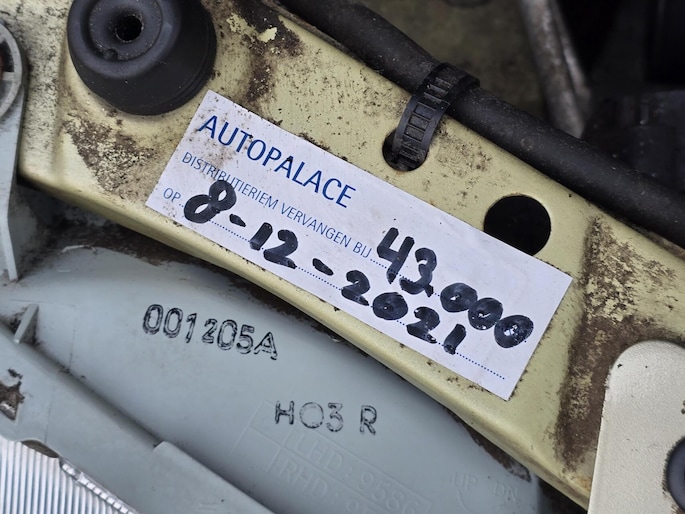 AUTOPALACE
DISTRIBUTIERIEM VERVANGEN BIJ 43.000
OP 8-12-2021
001205A
HO3 R